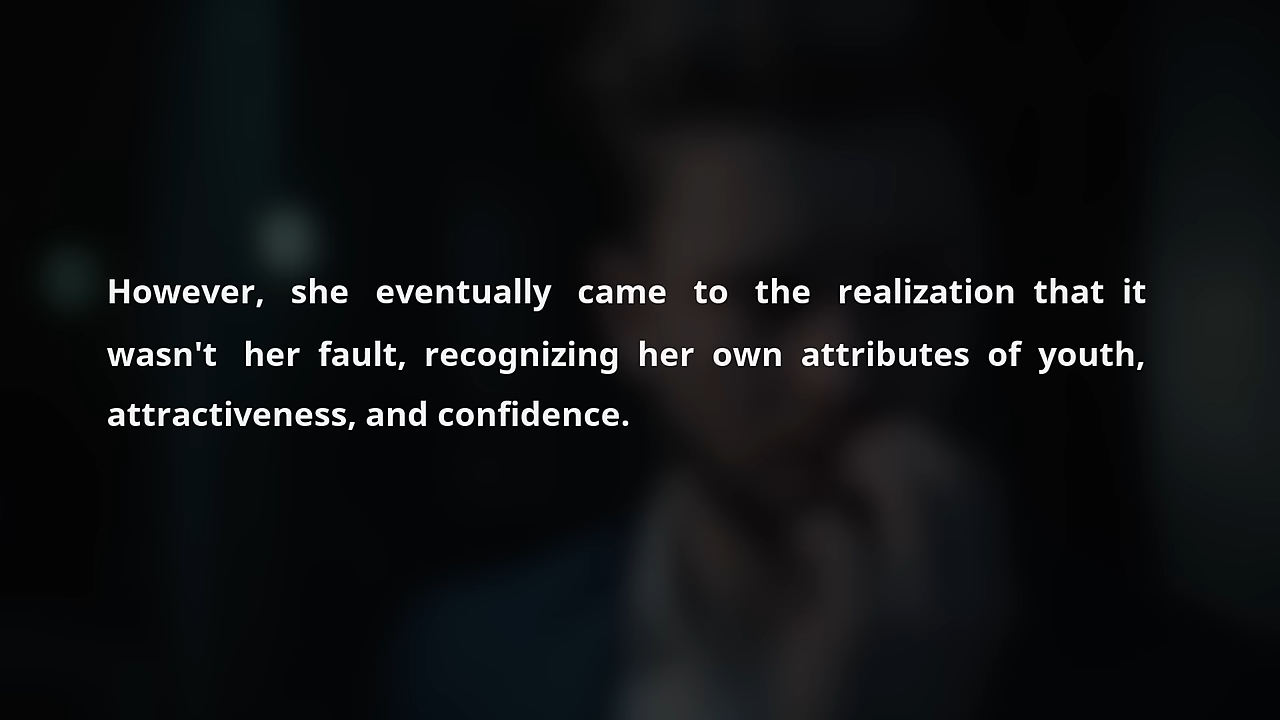 However, she eventually came to the realization that it
wasn't her fault, recognizing her own attributes of youth,
attractiveness, and confidence.